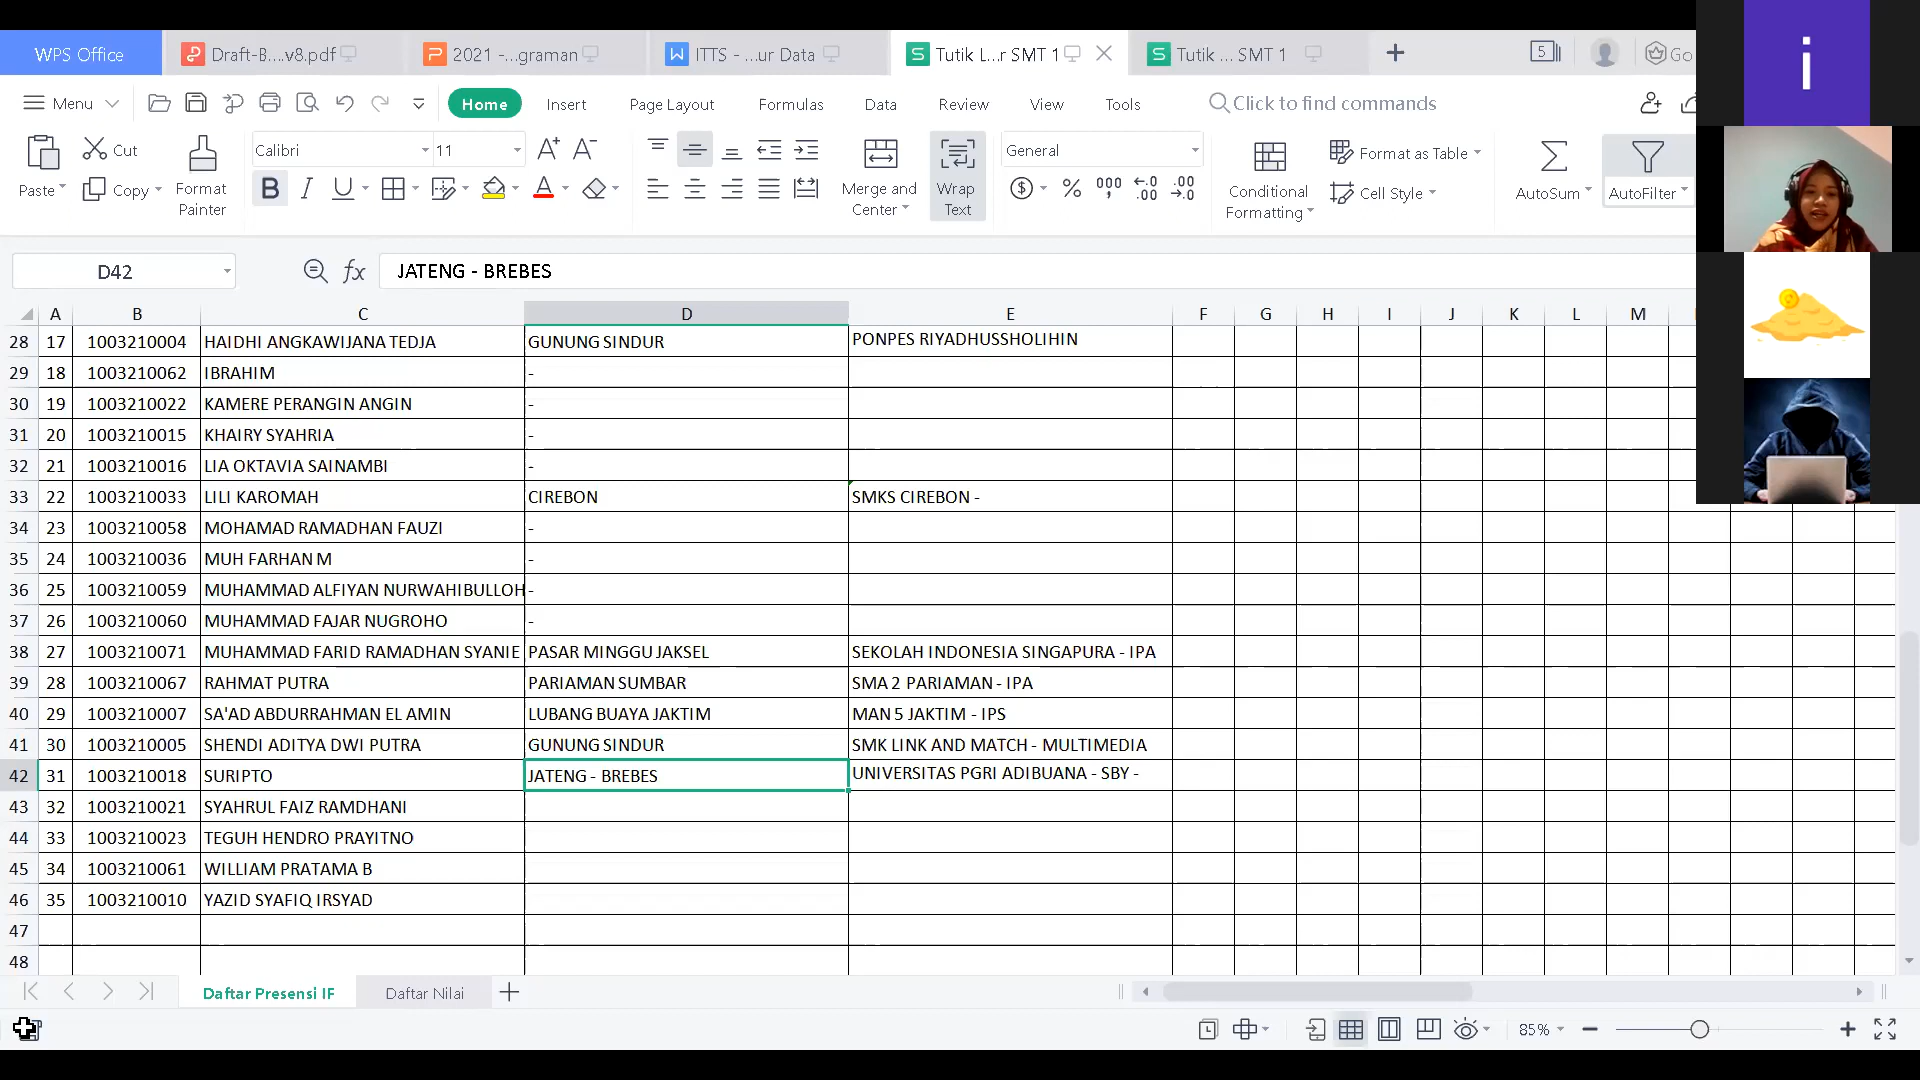 WPS Office
Draft-B....v8.pdf
2021 -...graman
ITTS - ...ur Data
Tutik L...r SMT 1
Tutik ... SMT 1
5
Go
i
Menu
Home
Insert
Page Layout
Formulas
Data
Review
View
Tools
Click to find commands
Paste
Cut
Copy
Format Painter
Calibri
11
Merge and Center
Wrap Text
General
Conditional Formatting
Format as Table
Cell Style
AutoSum
AutoFilter
D42
fx
JATENG - BREBES
A B C D E F G H I J K L M
28 17 1003210004 HAIDHI ANGKAWIJANA TEDJA GUNUNG SINDUR PONPES RIYADHUSSHOLIHIN
29 18 1003210062 IBRAHIM -
30 19 1003210022 KAMERE PERANGIN ANGIN -
31 20 1003210015 KHAIRY SYAHRIA -
32 21 1003210016 LIA OKTAVIA SAINAMBI -
33 22 1003210033 LILI KAROMAH CIREBON SMKS CIREBON -
34 23 1003210058 MOHAMAD RAMADHAN FAUZI -
35 24 1003210036 MUH FARHAN M -
36 25 1003210059 MUHAMMAD ALFIYAN NURWAHIBULLOH -
37 26 1003210060 MUHAMMAD FAJAR NUGROHO -
38 27 1003210071 MUHAMMAD FARID RAMADHAN SYANIE PASAR MINGGU JAKSEL SEKOLAH INDONESIA SINGAPURA - IPA
39 28 1003210067 RAHMAT PUTRA PARIAMAN SUMBAR SMA 2 PARIAMAN - IPA
40 29 1003210007 SA'AD ABDURRAHMAN EL AMIN LUBANG BUAYA JAKTIM MAN 5 JAKTIM - IPS
41 30 1003210005 SHENDI ADITYA DWI PUTRA GUNUNG SINDUR SMK LINK AND MATCH - MULTIMEDIA
42 31 1003210018 SURIPTO JATENG - BREBES UNIVERSITAS PGRI ADIBUANA - SBY -
43 32 1003210021 SYAHRUL FAIZ RAMDHANI
44 33 1003210023 TEGUH HENDRO PRAYITNO
45 34 1003210061 WILLIAM PRATAMA B
46 35 1003210010 YAZID SYAFIQ IRSYAD
47
48
Daftar Presensi IF
Daftar Nilai
85%